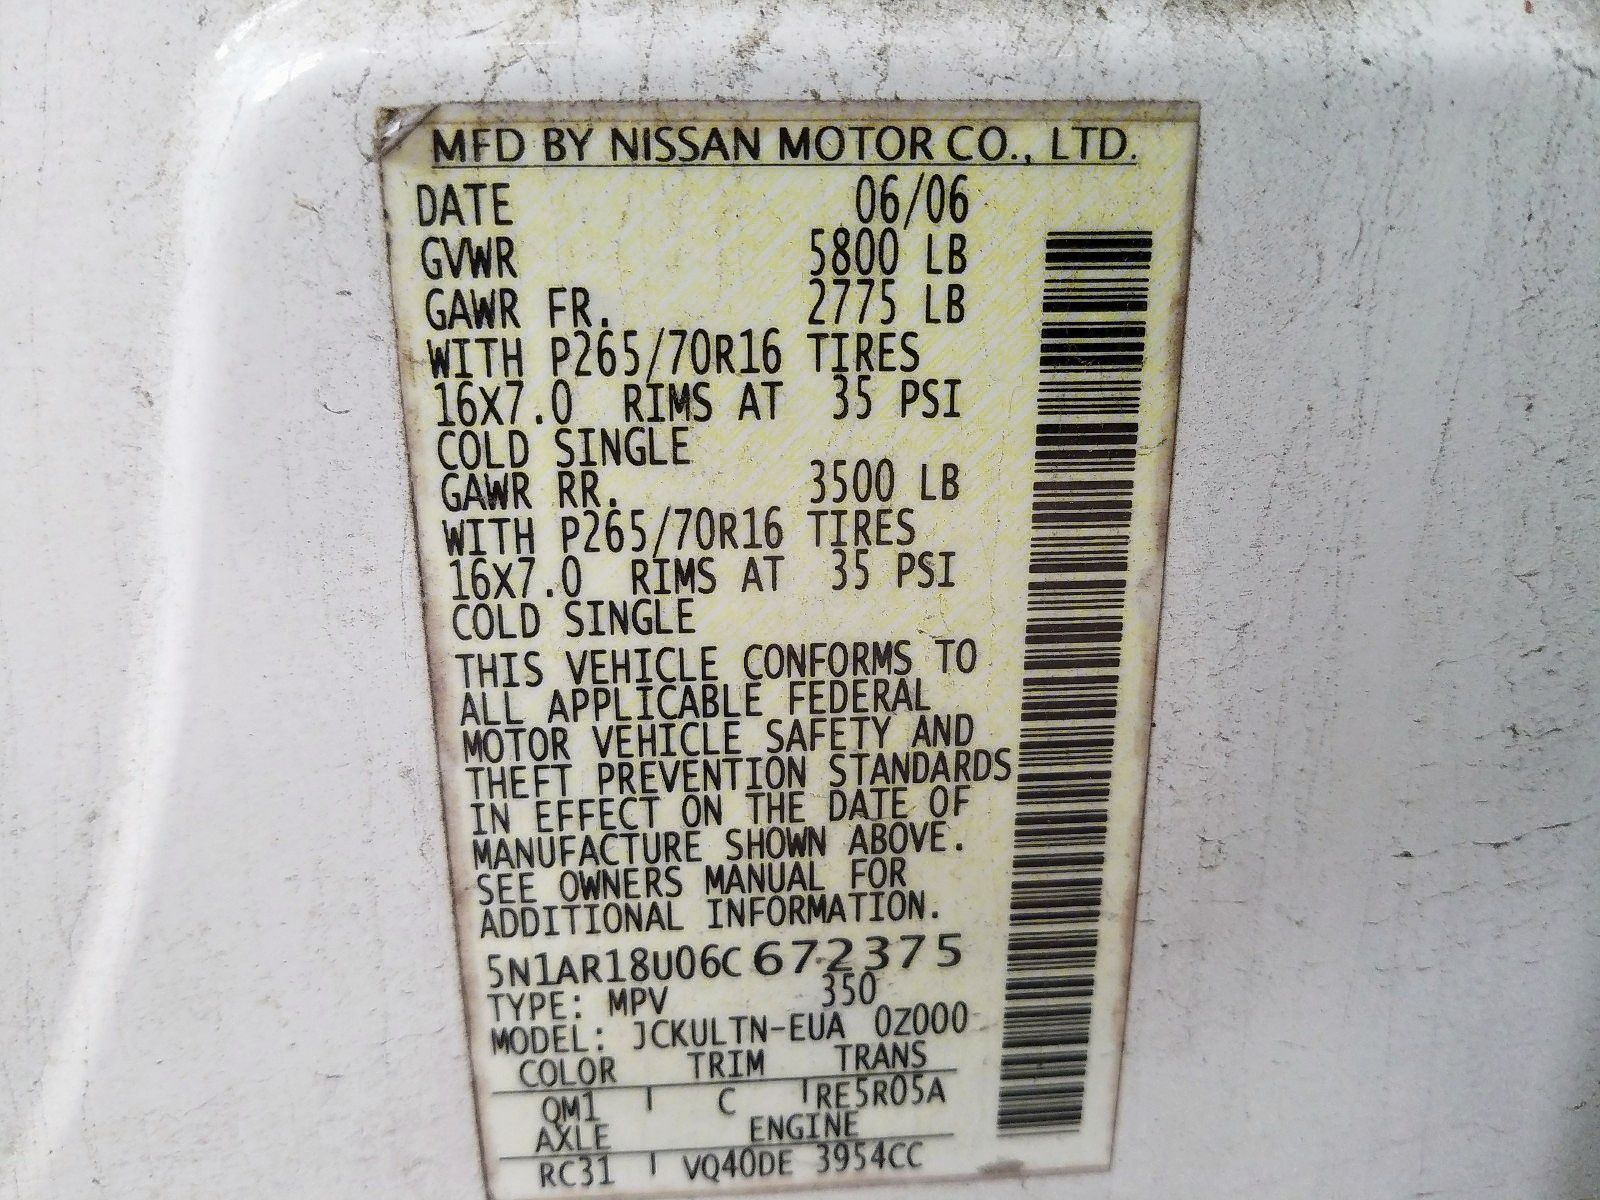 MFD BY NISSAN MOTOR CO., LTD.
DATE 06/06
GVWR 5800 LB
GAWR FR. 2775 LB
WITH P265/70R16 TIRES
16X7.0 RIMS AT 35 PSI
COLD SINGLE
GAWR RR. 3500 LB
WITH P265/70R16 TIRES
16X7.0 RIMS AT 35 PSI
COLD SINGLE
THIS VEHICLE CONFORMS TO
ALL APPLICABLE FEDERAL
MOTOR VEHICLE SAFETY AND
THEFT PREVENTION STANDARDS
IN EFFECT ON THE DATE OF
MANUFACTURE SHOWN ABOVE.
SEE OWNERS MANUAL FOR
ADDITIONAL INFORMATION.
5N1AR18U06C672375
TYPE: MPV 350
MODEL: JCKULTN-EUA 0Z000
COLOR TRIM TRANS
QM1 C RE5R05A
AXLE ENGINE
RC31 VQ40DE 3954CC